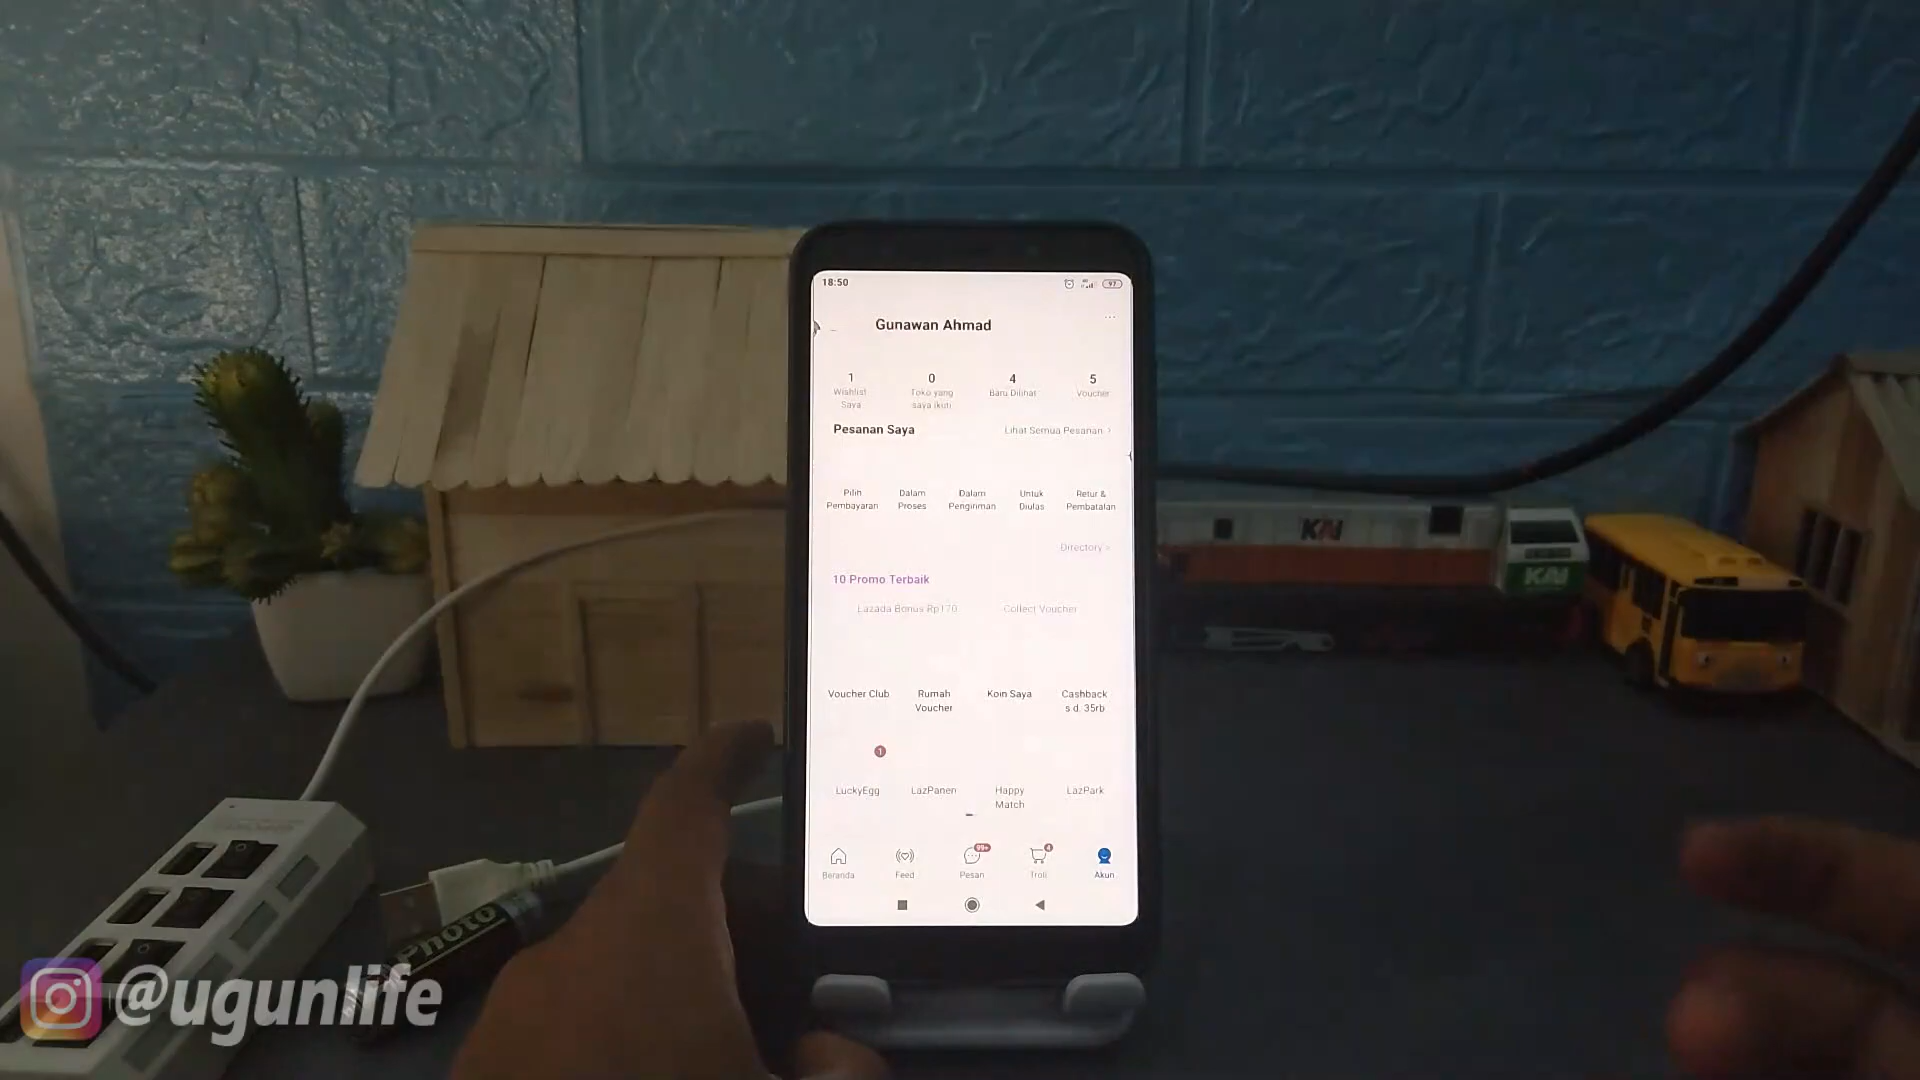 18:50
97
Gunawan Ahmad
1
Wishlist
Saya
0
Toko yang
saya ikuti
4
Baru Dilihat
5
Voucher
Pesanan Saya
Lihat Semua Pesanan >
Pilih
Pembayaran
Dalam
Proses
Dalam
Pengiriman
Untuk
Diulas
Retur &
Pembatalan
Directory >
10 Promo Terbaik
Lazada Bonus Rp170
Collect Voucher
Voucher Club
Rumah
Voucher
Koin Saya
Cashback
s.d. 35rb
1
LuckyEgg
LazPanen
Happy
Match
LazPark
Beranda
Feed
99+
Pesan
4
Troli
Akun
KAI
KAI
Photo
@ugunlife